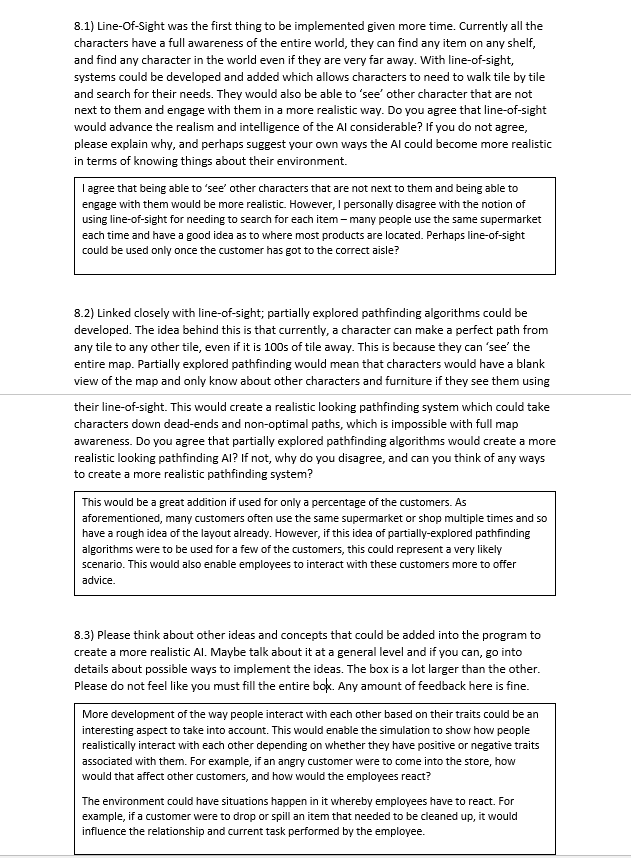 8.1) Line-Of-Sight was the first thing to be implemented given more time. Currently all the
characters have a full awareness of the entire world, they can find any item on any shelf,
and find any character in the world even if they are very far away. With line-of-sight,
systems could be developed and added which allows characters to need to walk tile by tile
and search for their needs. They would also be able to ‘see’ other character that are not
next to them and engage with them in a more realistic way. Do you agree that line-of-sight
would advance the realism and intelligence of the AI considerable? If you do not agree,
please explain why, and perhaps suggest your own ways the AI could become more realistic
in terms of knowing things about their environment.
I agree that being able to ‘see’ other characters that are not next to them and being able to
engage with them would be more realistic. However, I personally disagree with the notion of
using line-of-sight for needing to search for each item – many people use the same supermarket
each time and have a good idea as to where most products are located. Perhaps line-of-sight
could be used only once the customer has got to the correct aisle?
8.2) Linked closely with line-of-sight; partially explored pathfinding algorithms could be
developed. The idea behind this is that currently, a character can make a perfect path from
any tile to any other tile, even if it is 100s of tile away. This is because they can ‘see’ the
entire map. Partially explored pathfinding would mean that characters would have a blank
view of the map and only know about other characters and furniture if they see them using
their line-of-sight. This would create a realistic looking pathfinding system which could take
characters down dead-ends and non-optimal paths, which is impossible with full map
awareness. Do you agree that partially explored pathfinding algorithms would create a more
realistic looking pathfinding AI? If not, why do you disagree, and can you think of any ways
to create a more realistic pathfinding system?
This would be a great addition if used for only a percentage of the customers. As
aforementioned, many customers often use the same supermarket or shop multiple times and so
have a rough idea of the layout already. However, if this idea of partially-explored pathfinding
algorithms were to be used for a few of the customers, this could represent a very likely
scenario. This would also enable employees to interact with these customers more to offer
advice.
8.3) Please think about other ideas and concepts that could be added into the program to
create a more realistic AI. Maybe talk about it at a general level and if you can, go into
details about possible ways to implement the ideas. The box is a lot larger than the other.
Please do not feel like you must fill the entire box. Any amount of feedback here is fine.
More development of the way people interact with each other based on their traits could be an
interesting aspect to take into account. This would enable the simulation to show how people
realistically interact with each other depending on whether they have positive or negative traits
associated with them. For example, if an angry customer were to come into the store, how
would that affect other customers, and how would the employees react?
The environment could have situations happen in it whereby employees have to react. For
example, if a customer were to drop or spill an item that needed to be cleaned up, it would
influence the relationship and current task performed by the employee.